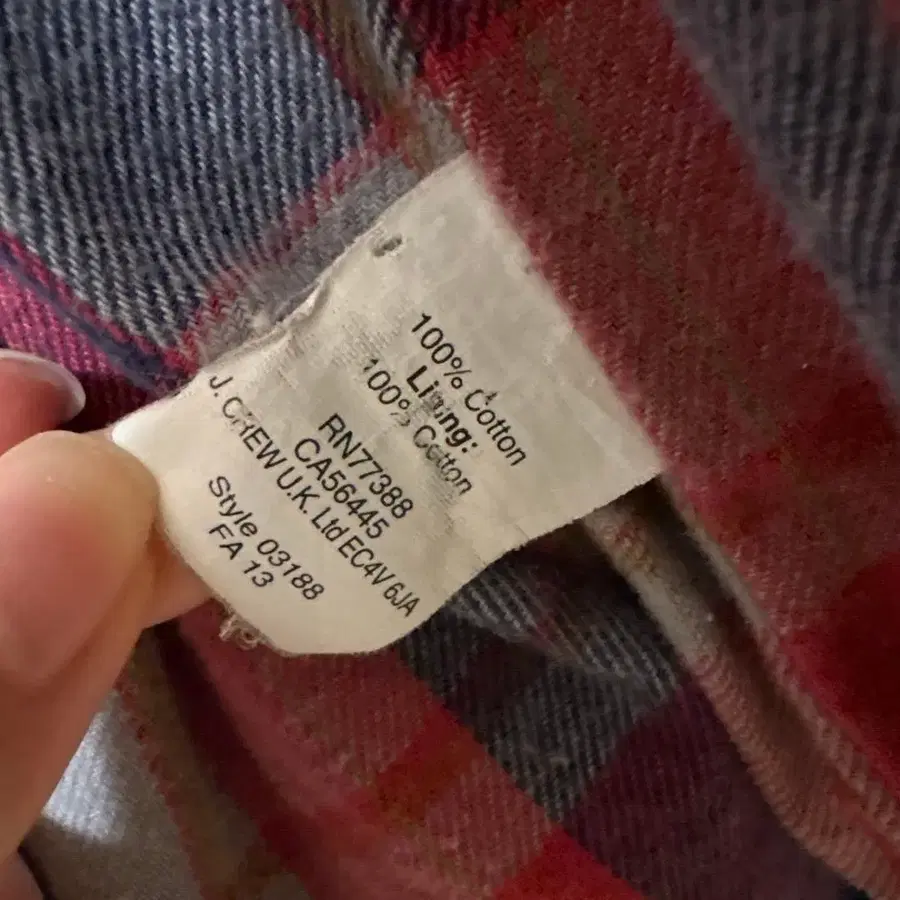 100% Cotton
Lining:
100% Cotton
RN77388
CA56445
J. CREW U.K. Ltd EC4V 6JA
Style 03188
FA 13